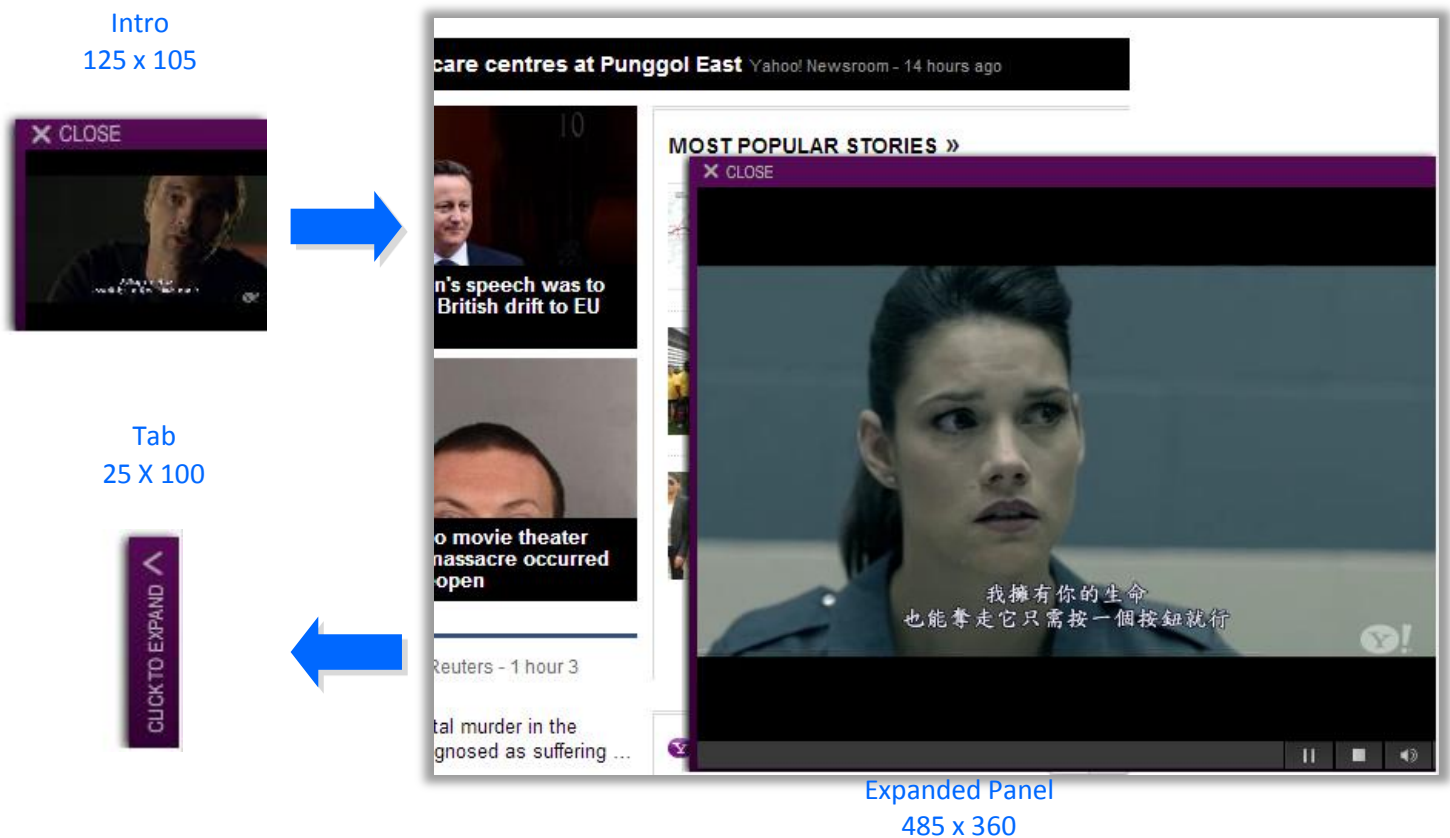 Intro
125 x 105
✕ CLOSE
Tab
25 X 100
CLICK TO EXPAND
care centres at Punggol East Yahoo! Newsroom - 14 hours ago
10
n's speech was to
British drift to EU
o movie theater
massacre occurred
open
Reuters - 1 hour 3
tal murder in the
gnosed as suffering ...
MOST POPULAR STORIES »
✕ CLOSE
我擁有你的生命
也能奪走它只需按一個按鈕就行
Y!
Expanded Panel
485 x 360